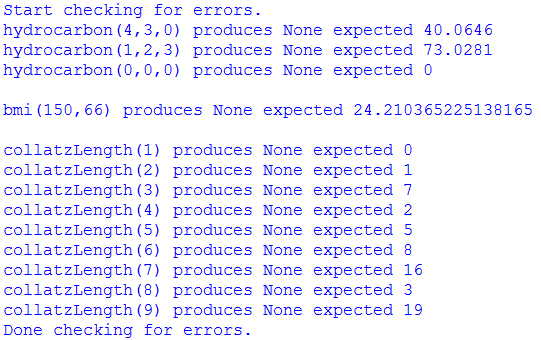 Start checking for errors.
hydrocarbon(4,3,0) produces None expected 40.0646
hydrocarbon(1,2,3) produces None expected 73.0281
hydrocarbon(0,0,0) produces None expected 0
bmi(150,66) produces None expected 24.210365225138165
collatzLength(1) produces None expected 0
collatzLength(2) produces None expected 1
collatzLength(3) produces None expected 7
collatzLength(4) produces None expected 2
collatzLength(5) produces None expected 5
collatzLength(6) produces None expected 8
collatzLength(7) produces None expected 16
collatzLength(8) produces None expected 3
collatzLength(9) produces None expected 19
Done checking for errors.